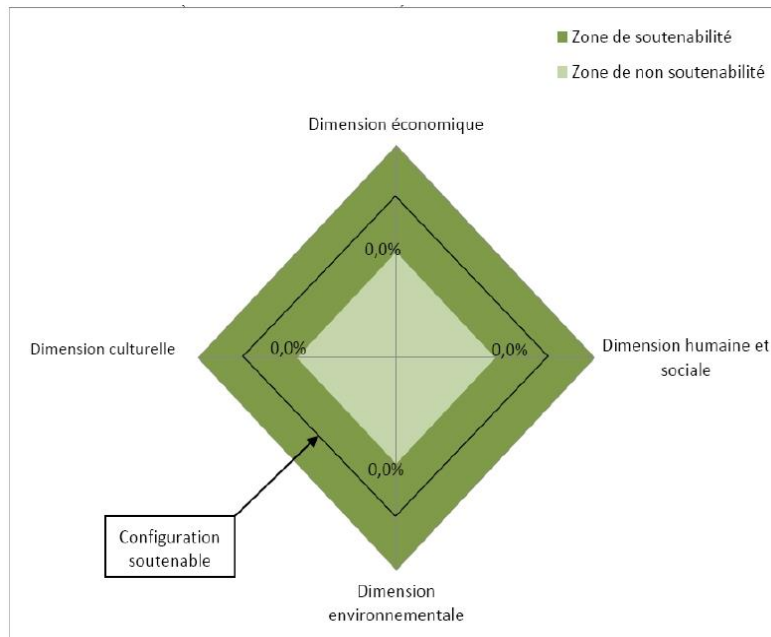 Zone de soutenabilité
Zone de non soutenabilité
Dimension économique
0,0%
Dimension culturelle
0,0%
0,0%
Dimension humaine et
sociale
0,0%
Configuration
soutenable
Dimension
environnementale